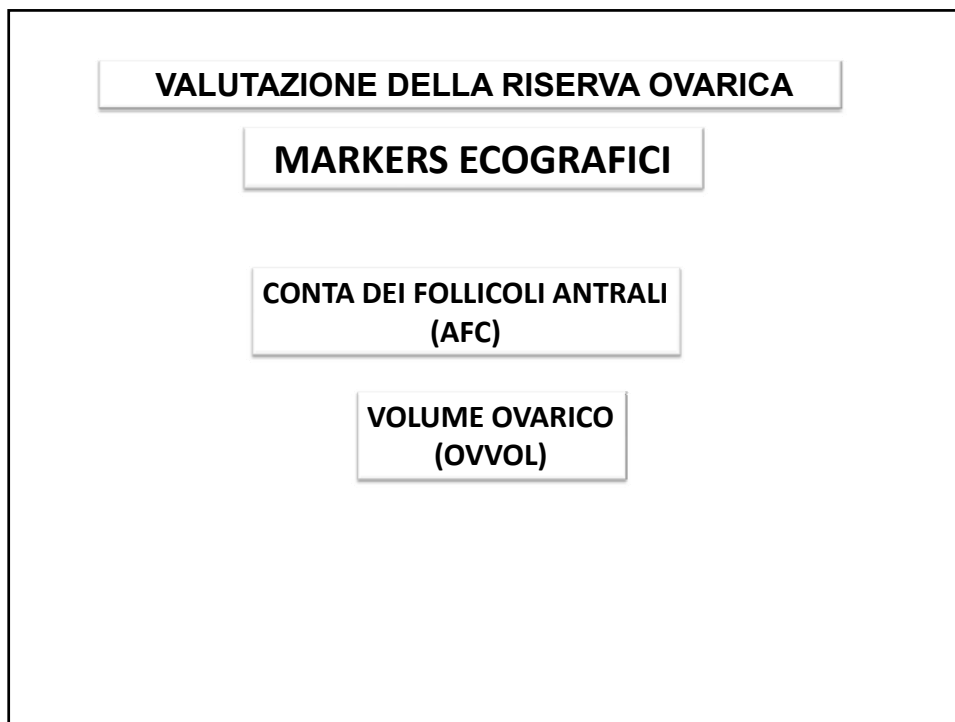 VALUTAZIONE DELLA RISERVA OVARICA
MARKERS ECOGRAFICI
CONTA DEI FOLLICOLI ANTRALI
(AFC)
VOLUME OVARICO
(OVVOL)